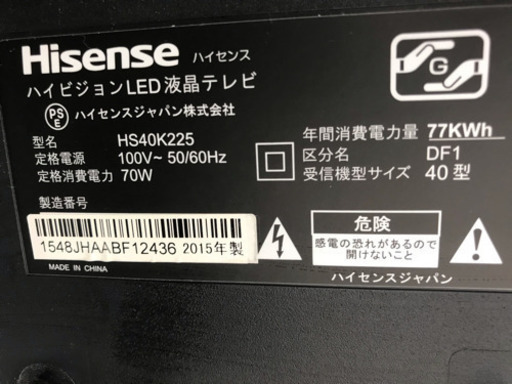 Hisense ハイセンス
ハイビジョンLED液晶テレビ
PS
E ハイセンスジャパン株式会社
型名 HS40K225
定格電源 100V~ 50/60Hz
定格消費電力 70W
製造番号
1548JHAABF12436 2015年製
MADE IN CHINA
G
年間消費電力量 77KWh
区分名 DF1
受信機型サイズ 40型
危険
感電の恐れがあるので
開けないこと
ハイセンスジャパン